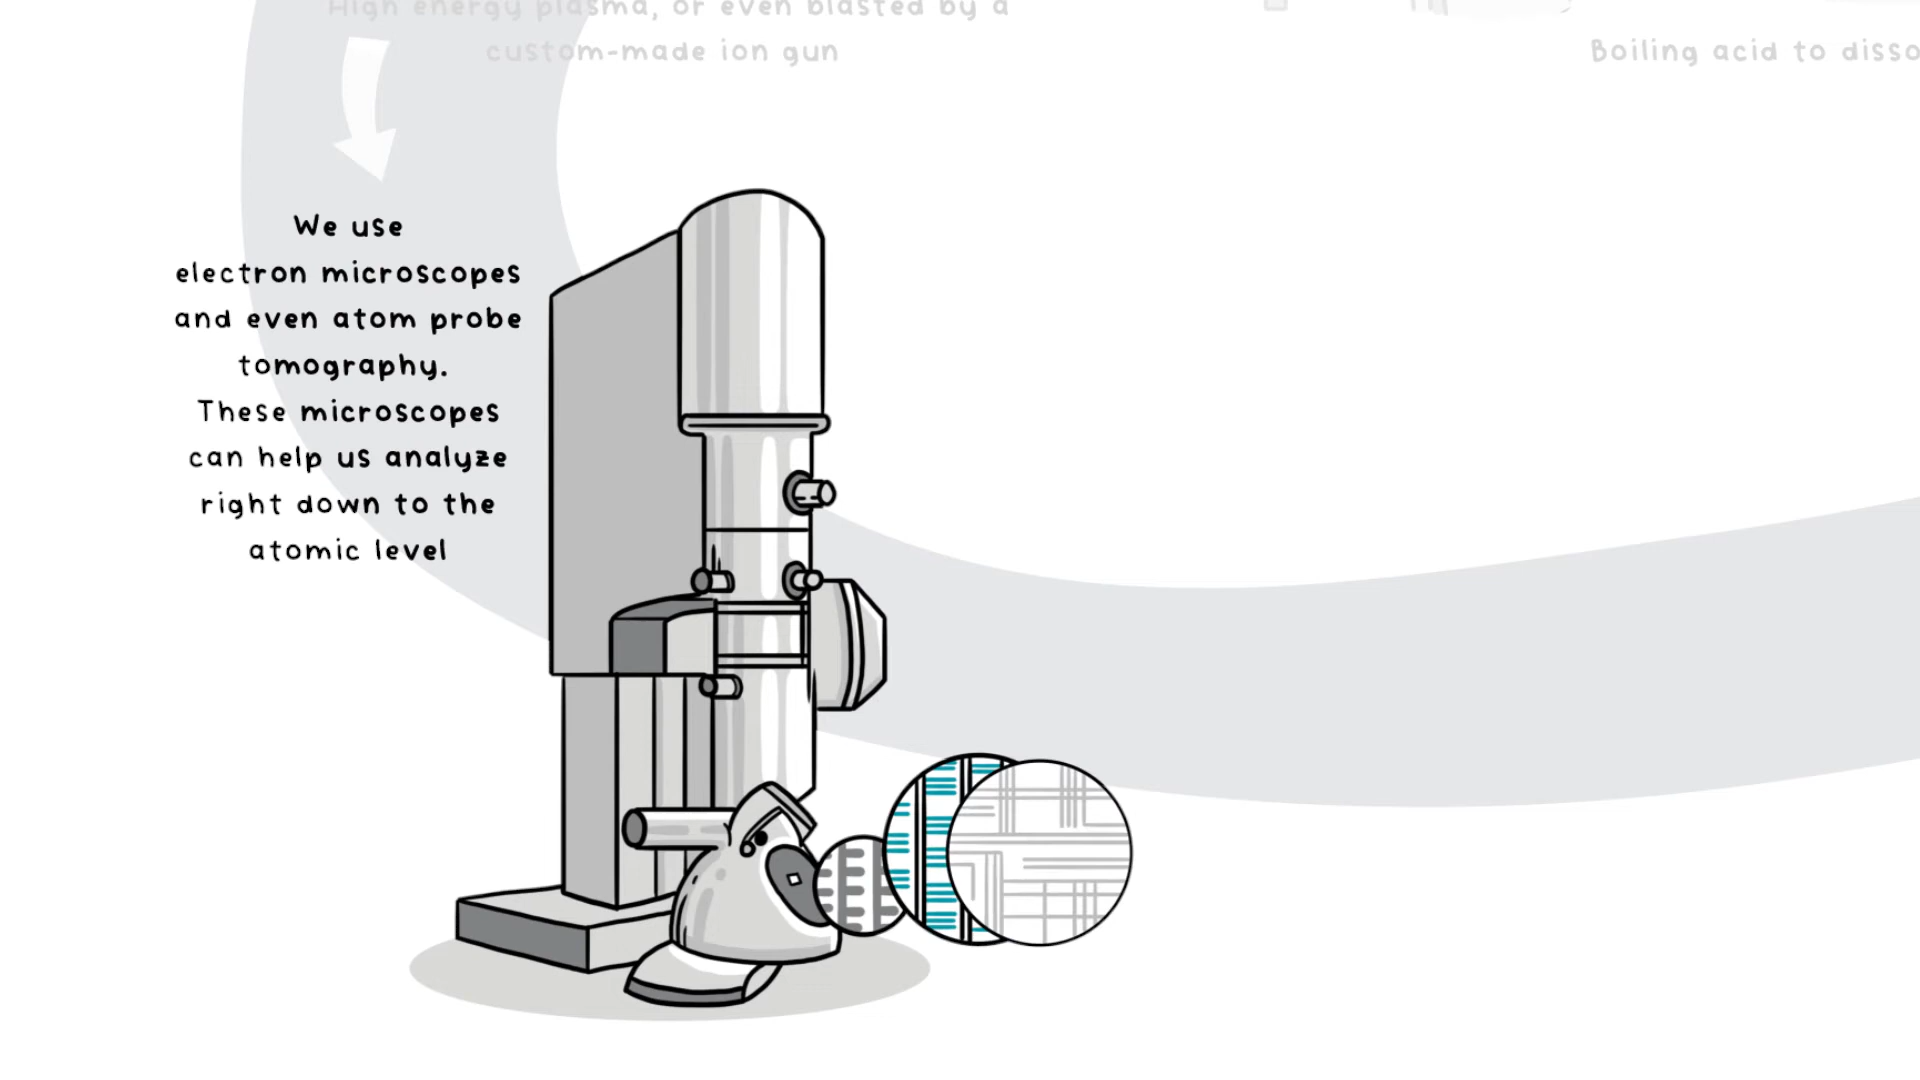 High energy plasma, or even blasted by a
custom-made ion gun
Boiling acid to disso
We use
electron microscopes
and even atom probe
tomography.
These microscopes
can help us analyze
right down to the
atomic level